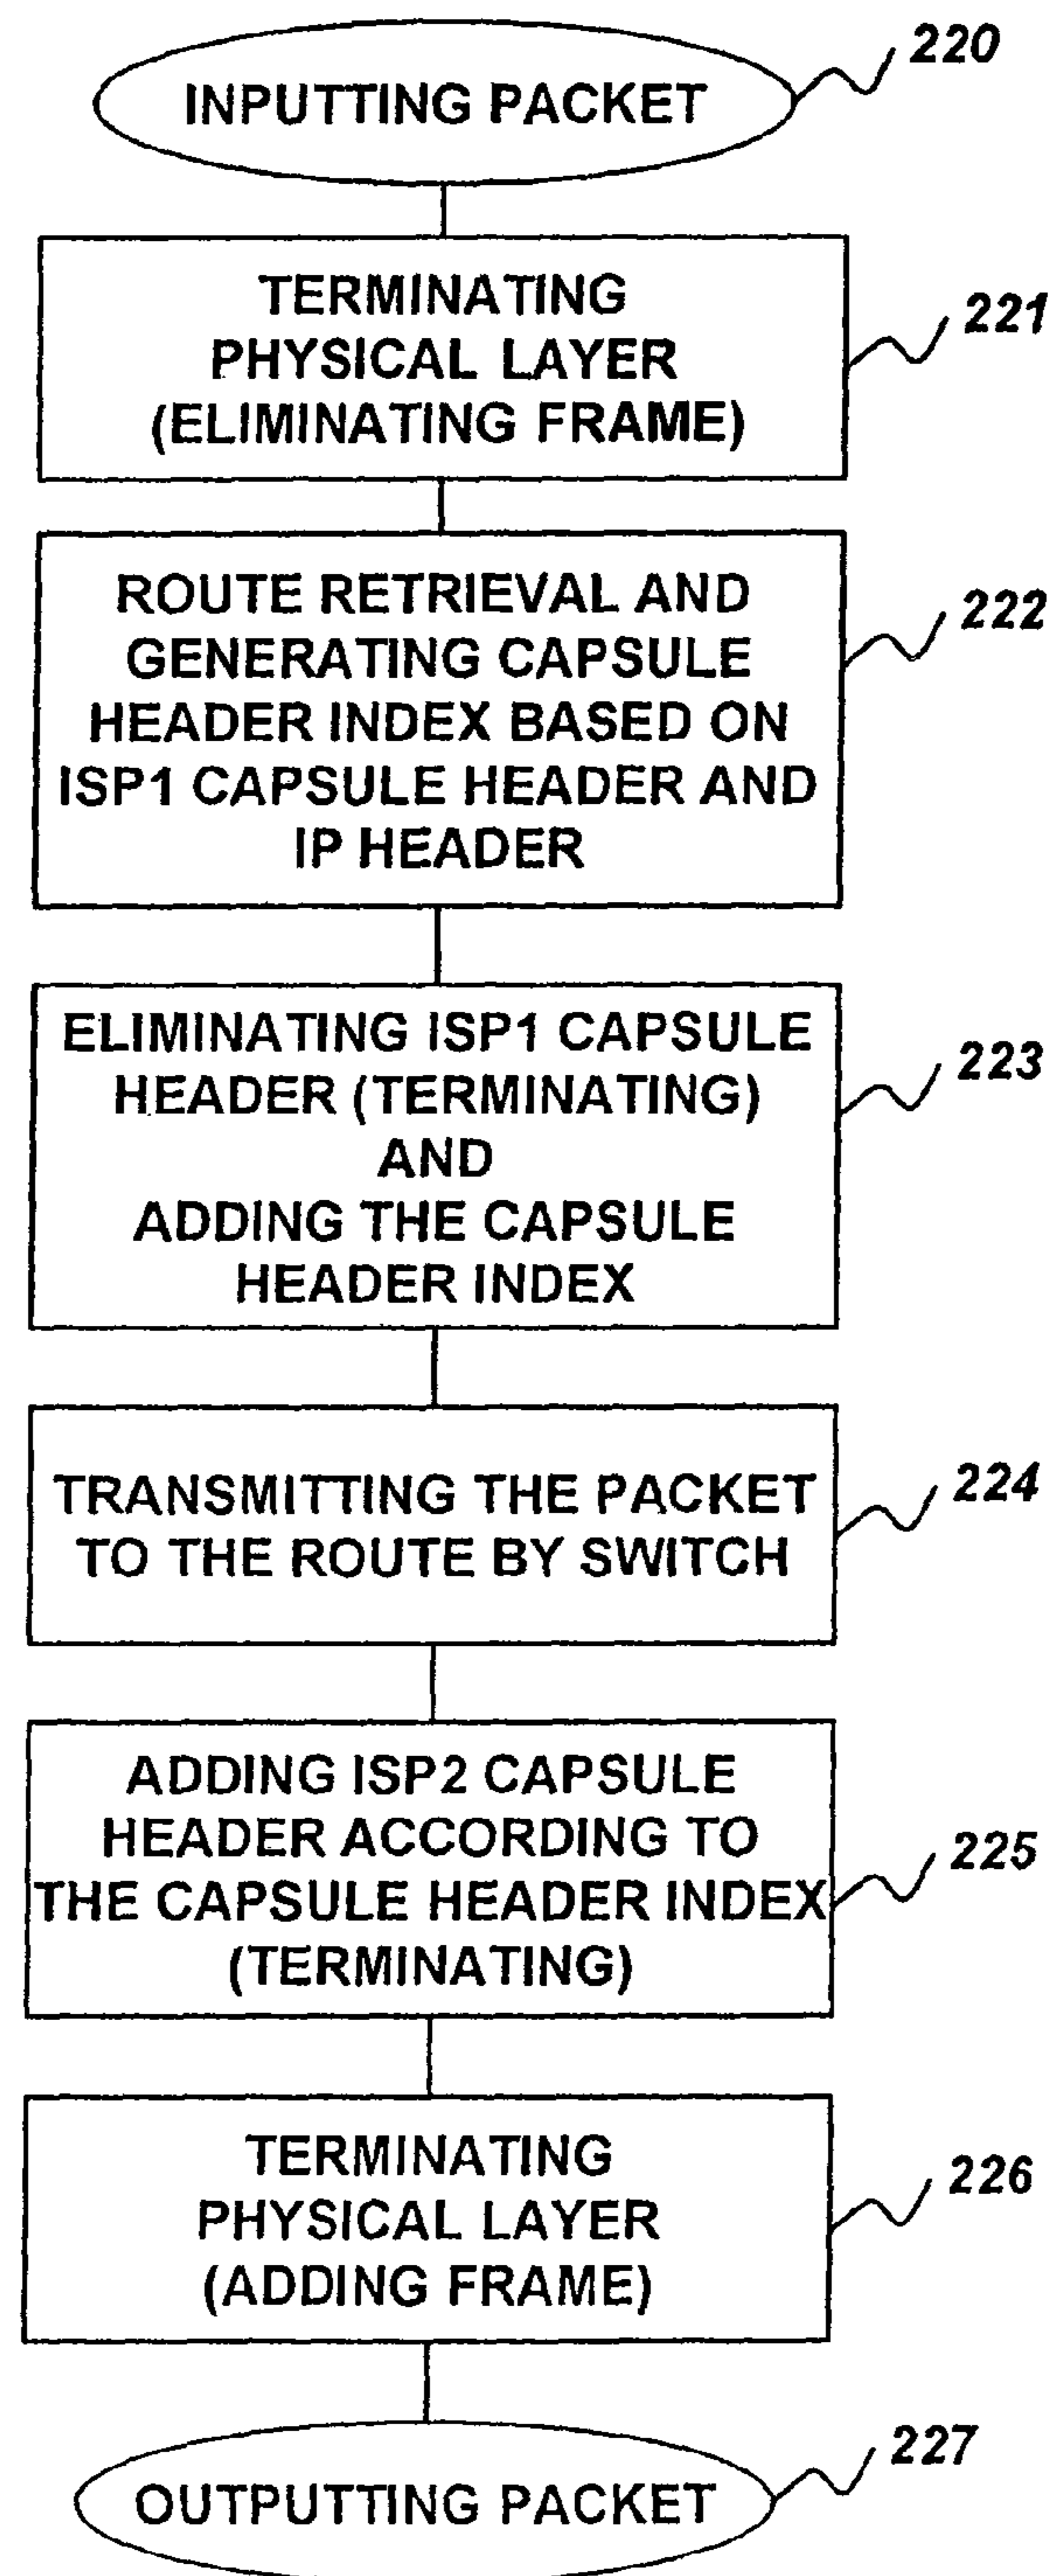 INPUTTING PACKET
220
TERMINATING
PHYSICAL LAYER
(ELIMINATING FRAME)
221
ROUTE RETRIEVAL AND
GENERATING CAPSULE
HEADER INDEX BASED ON
ISP1 CAPSULE HEADER AND
IP HEADER
222
ELIMINATING ISP1 CAPSULE
HEADER (TERMINATING)
AND
ADDING THE CAPSULE
HEADER INDEX
223
TRANSMITTING THE PACKET
TO THE ROUTE BY SWITCH
224
ADDING ISP2 CAPSULE
HEADER ACCORDING TO
THE CAPSULE HEADER INDEX
(TERMINATING)
225
TERMINATING
PHYSICAL LAYER
(ADDING FRAME)
226
OUTPUTTING PACKET
227